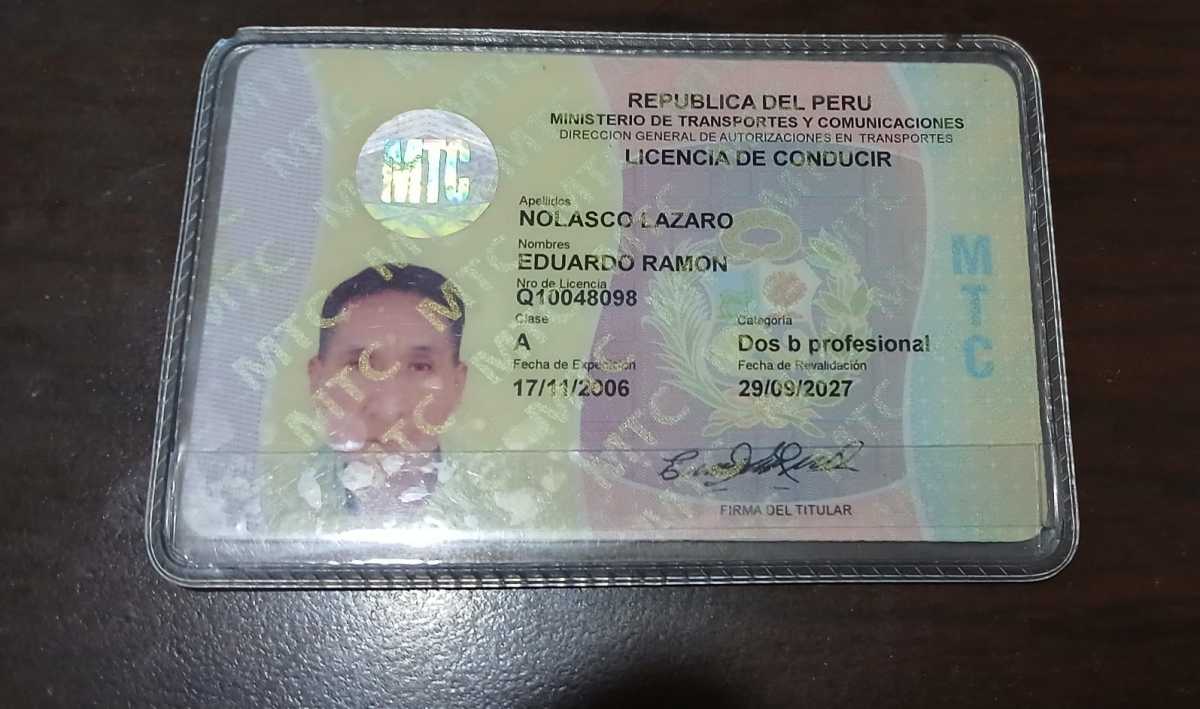 MTC
REPUBLICA DEL PERU
MINISTERIO DE TRANSPORTES Y COMUNICACIONES
DIRECCION GENERAL DE AUTORIZACIONES EN TRANSPORTES
LICENCIA DE CONDUCIR
Apellidos
NOLASCO LAZARO
Nombres
EDUARDO RAMON
Nro de Licencia
Q10048098
Clase
Categoria
A
Dos b profesional
Fecha de Expedición
Fecha de Revalidación
17/11/2006
29/09/2027
FIRMA DEL TITULAR
MTC